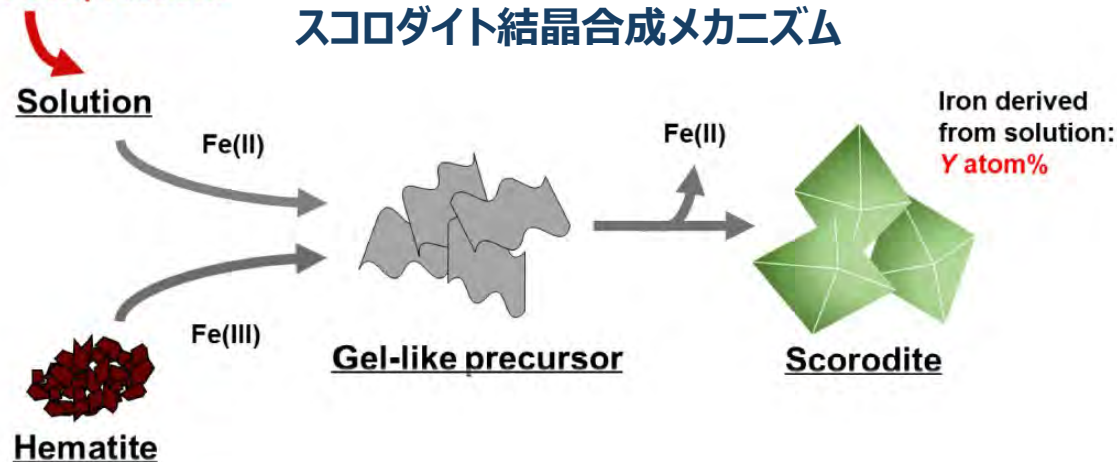 スコロダイト結晶合成メカニズム
Solution
Fe(II)
Fe(II)
Iron derived
from solution:
Y atom%
Fe(III)
Gel-like precursor
Scorodite
Hematite